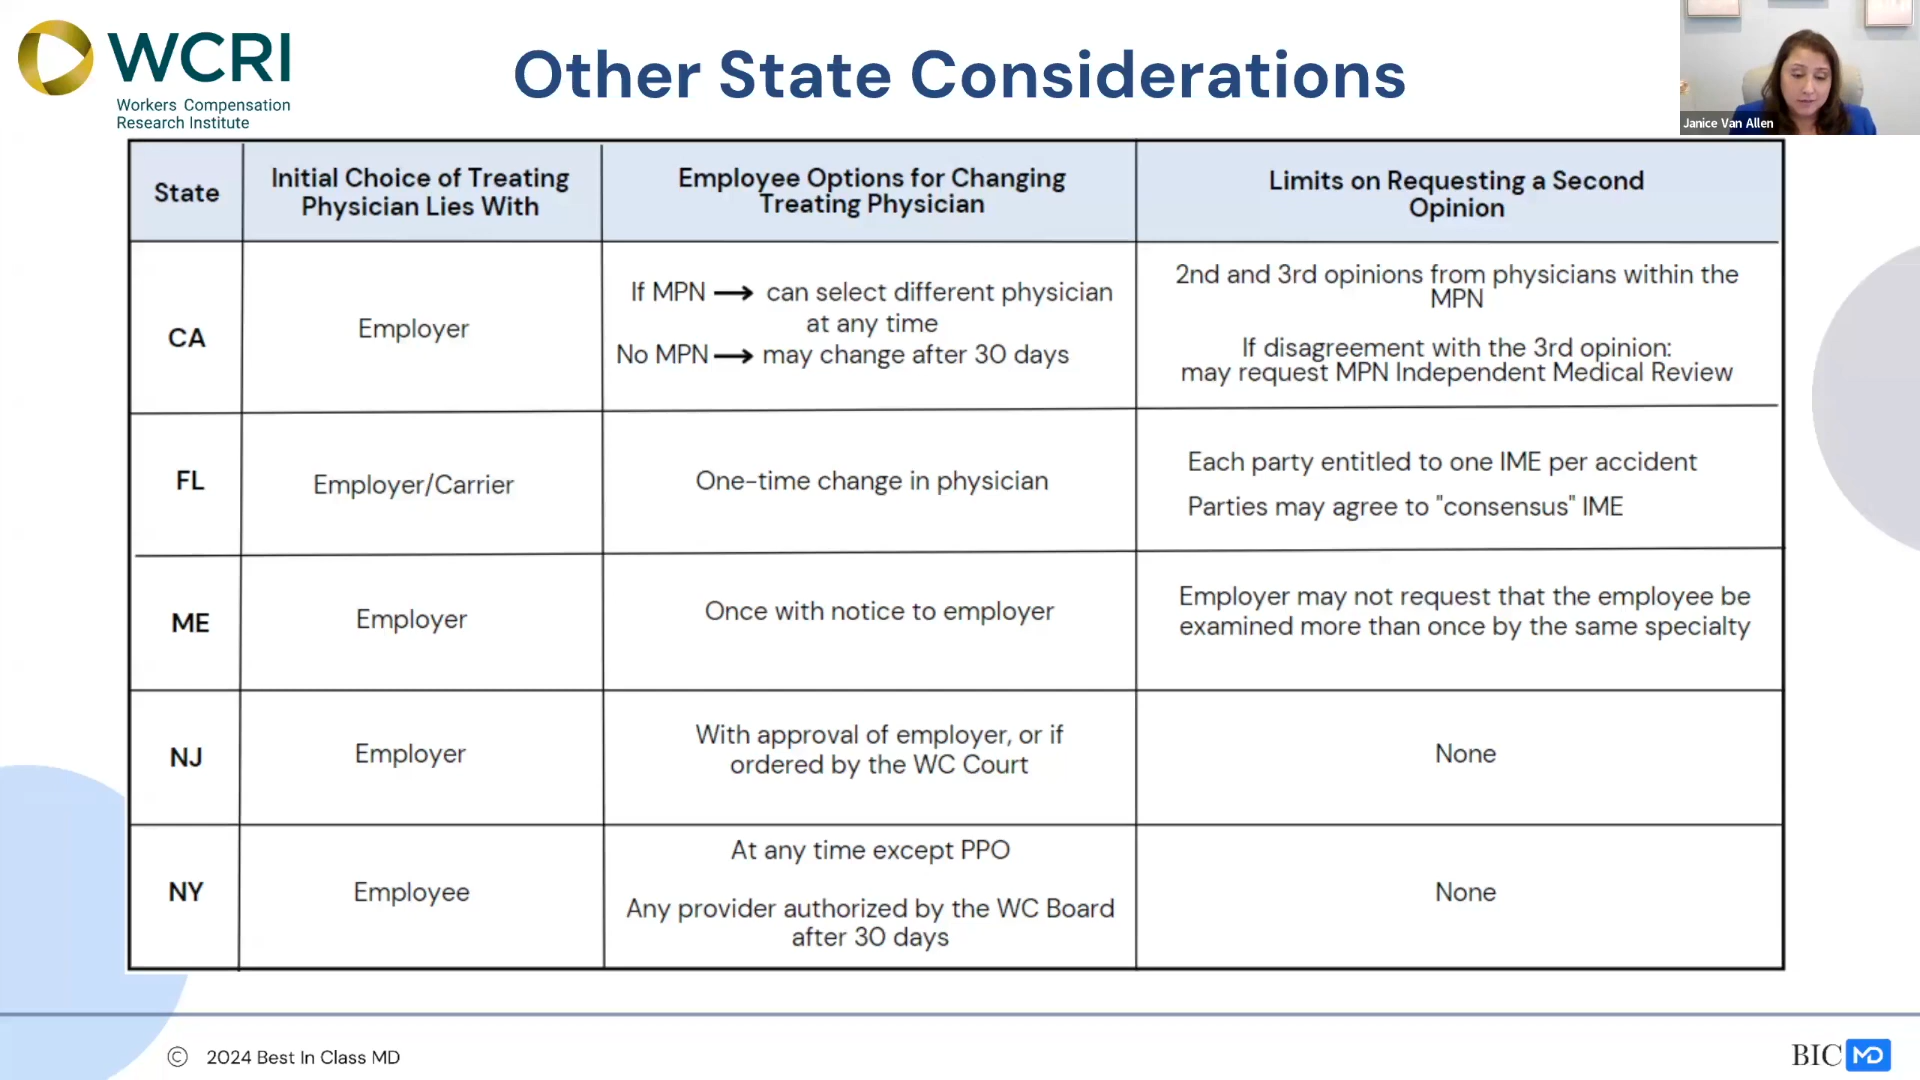 WCRI
Workers Compensation
Research Institute
Other State Considerations
Janice Van Allen
State
Initial Choice of Treating
Physician Lies With
Employee Options for Changing
Treating Physician
Limits on Requesting a Second
Opinion
CA
Employer
If MPN → can select different physician
at any time
No MPN → may change after 30 days
2nd and 3rd opinions from physicians within the
MPN
If disagreement with the 3rd opinion:
may request MPN Independent Medical Review
FL
Employer/Carrier
One-time change in physician
Each party entitled to one IME per accident
Parties may agree to "consensus" IME
ME
Employer
Once with notice to employer
Employer may not request that the employee be
examined more than once by the same specialty
NJ
Employer
With approval of employer, or if
ordered by the WC Court
None
NY
Employee
At any time except PPO
Any provider authorized by the WC Board
after 30 days
None
© 2024 Best In Class MD
BIC MD